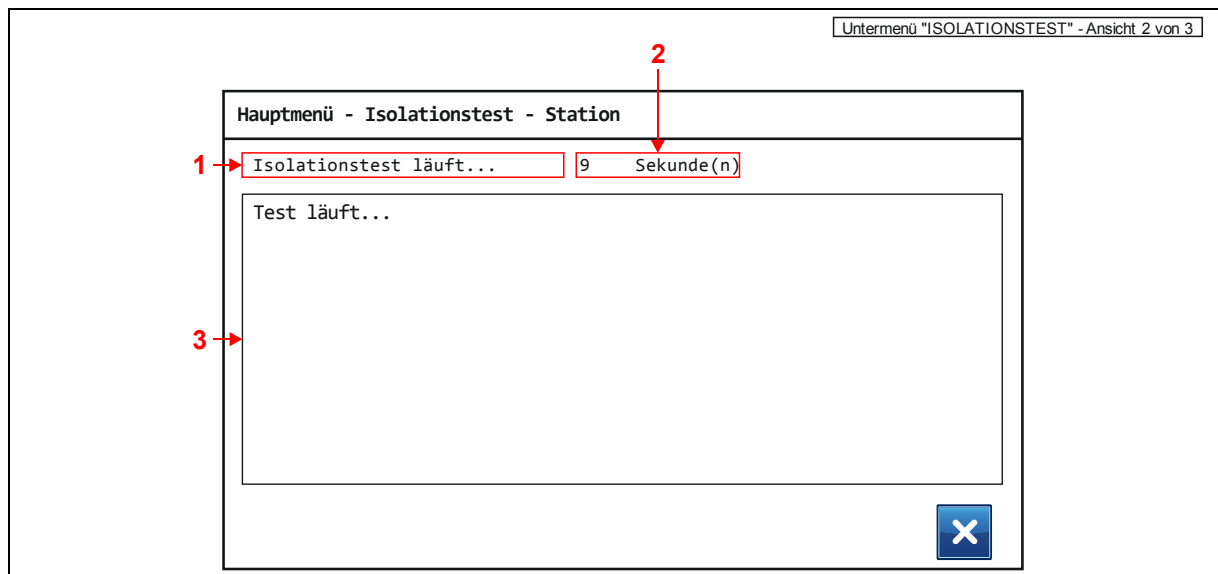 Untermenü "ISOLATIONSTEST" - Ansicht 2 von 3
2
Hauptmenü - Isolationstest - Station
1
Isolationstest läuft... 9 Sekunde(n)
Test läuft...
3